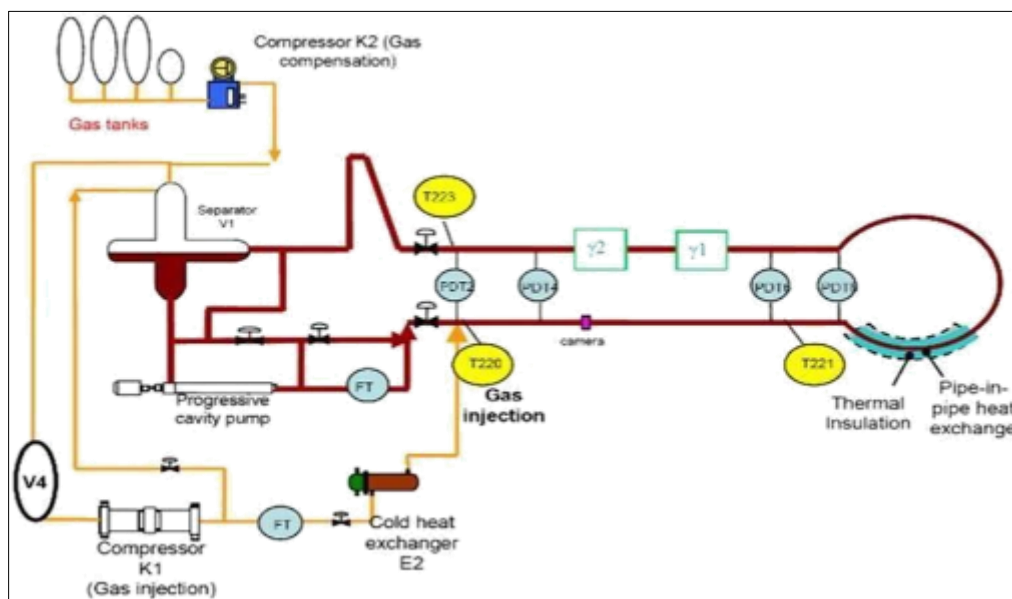 Compressor K2 (Gas
compensation)
Gas tanks
Separator
V1
T223
γ2
γ1
PDT2
PDT4
PDT6
PDT5
camera
T220
T221
Gas
injection
FT
Progressive
cavity pump
Thermal
Insulation
Pipe-in-
pipe heat
exchange
V4
FT
Cold heat
exchanger
E2
Compressor
K1
(Gas injection)